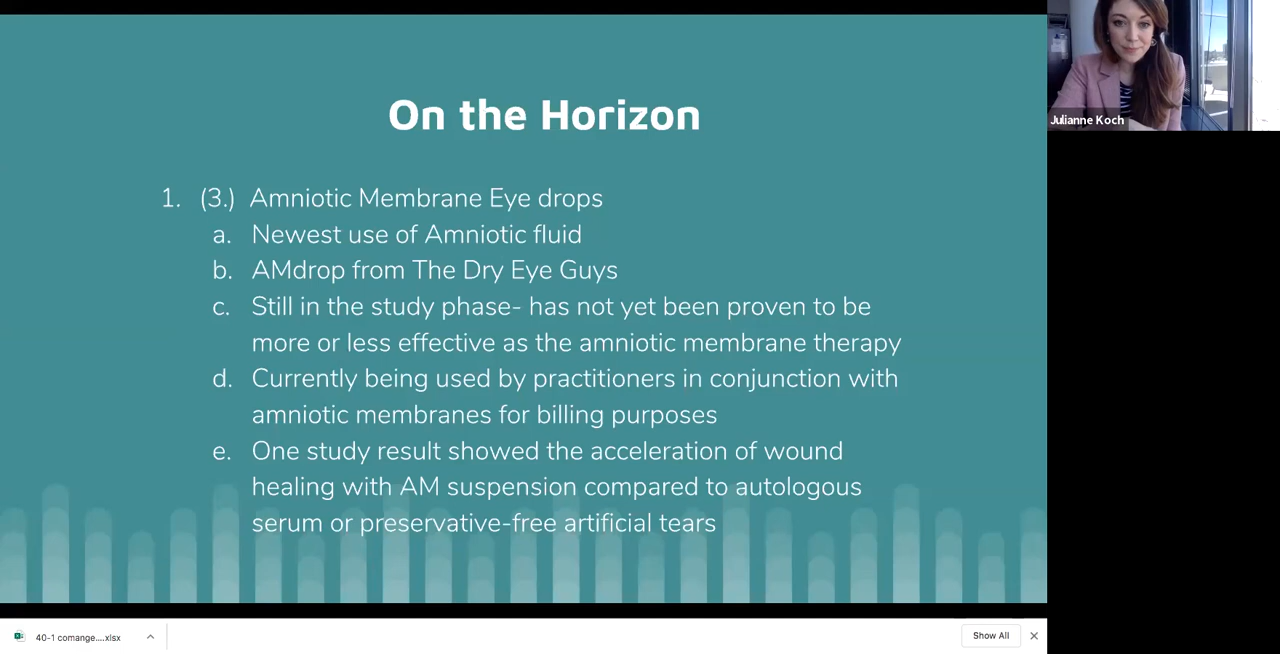 On the Horizon
1. (3.) Amniotic Membrane Eye drops
a. Newest use of Amniotic fluid
b. AMdrop from The Dry Eye Guys
c. Still in the study phase- has not yet been proven to be
more or less effective as the amniotic membrane therapy
d. Currently being used by practitioners in conjunction with
amniotic membranes for billing purposes
e. One study result showed the acceleration of wound
healing with AM suspension compared to autologous
serum or preservative-free artificial tears
Julianne Koch
40-1 comange....xlsx
Show All